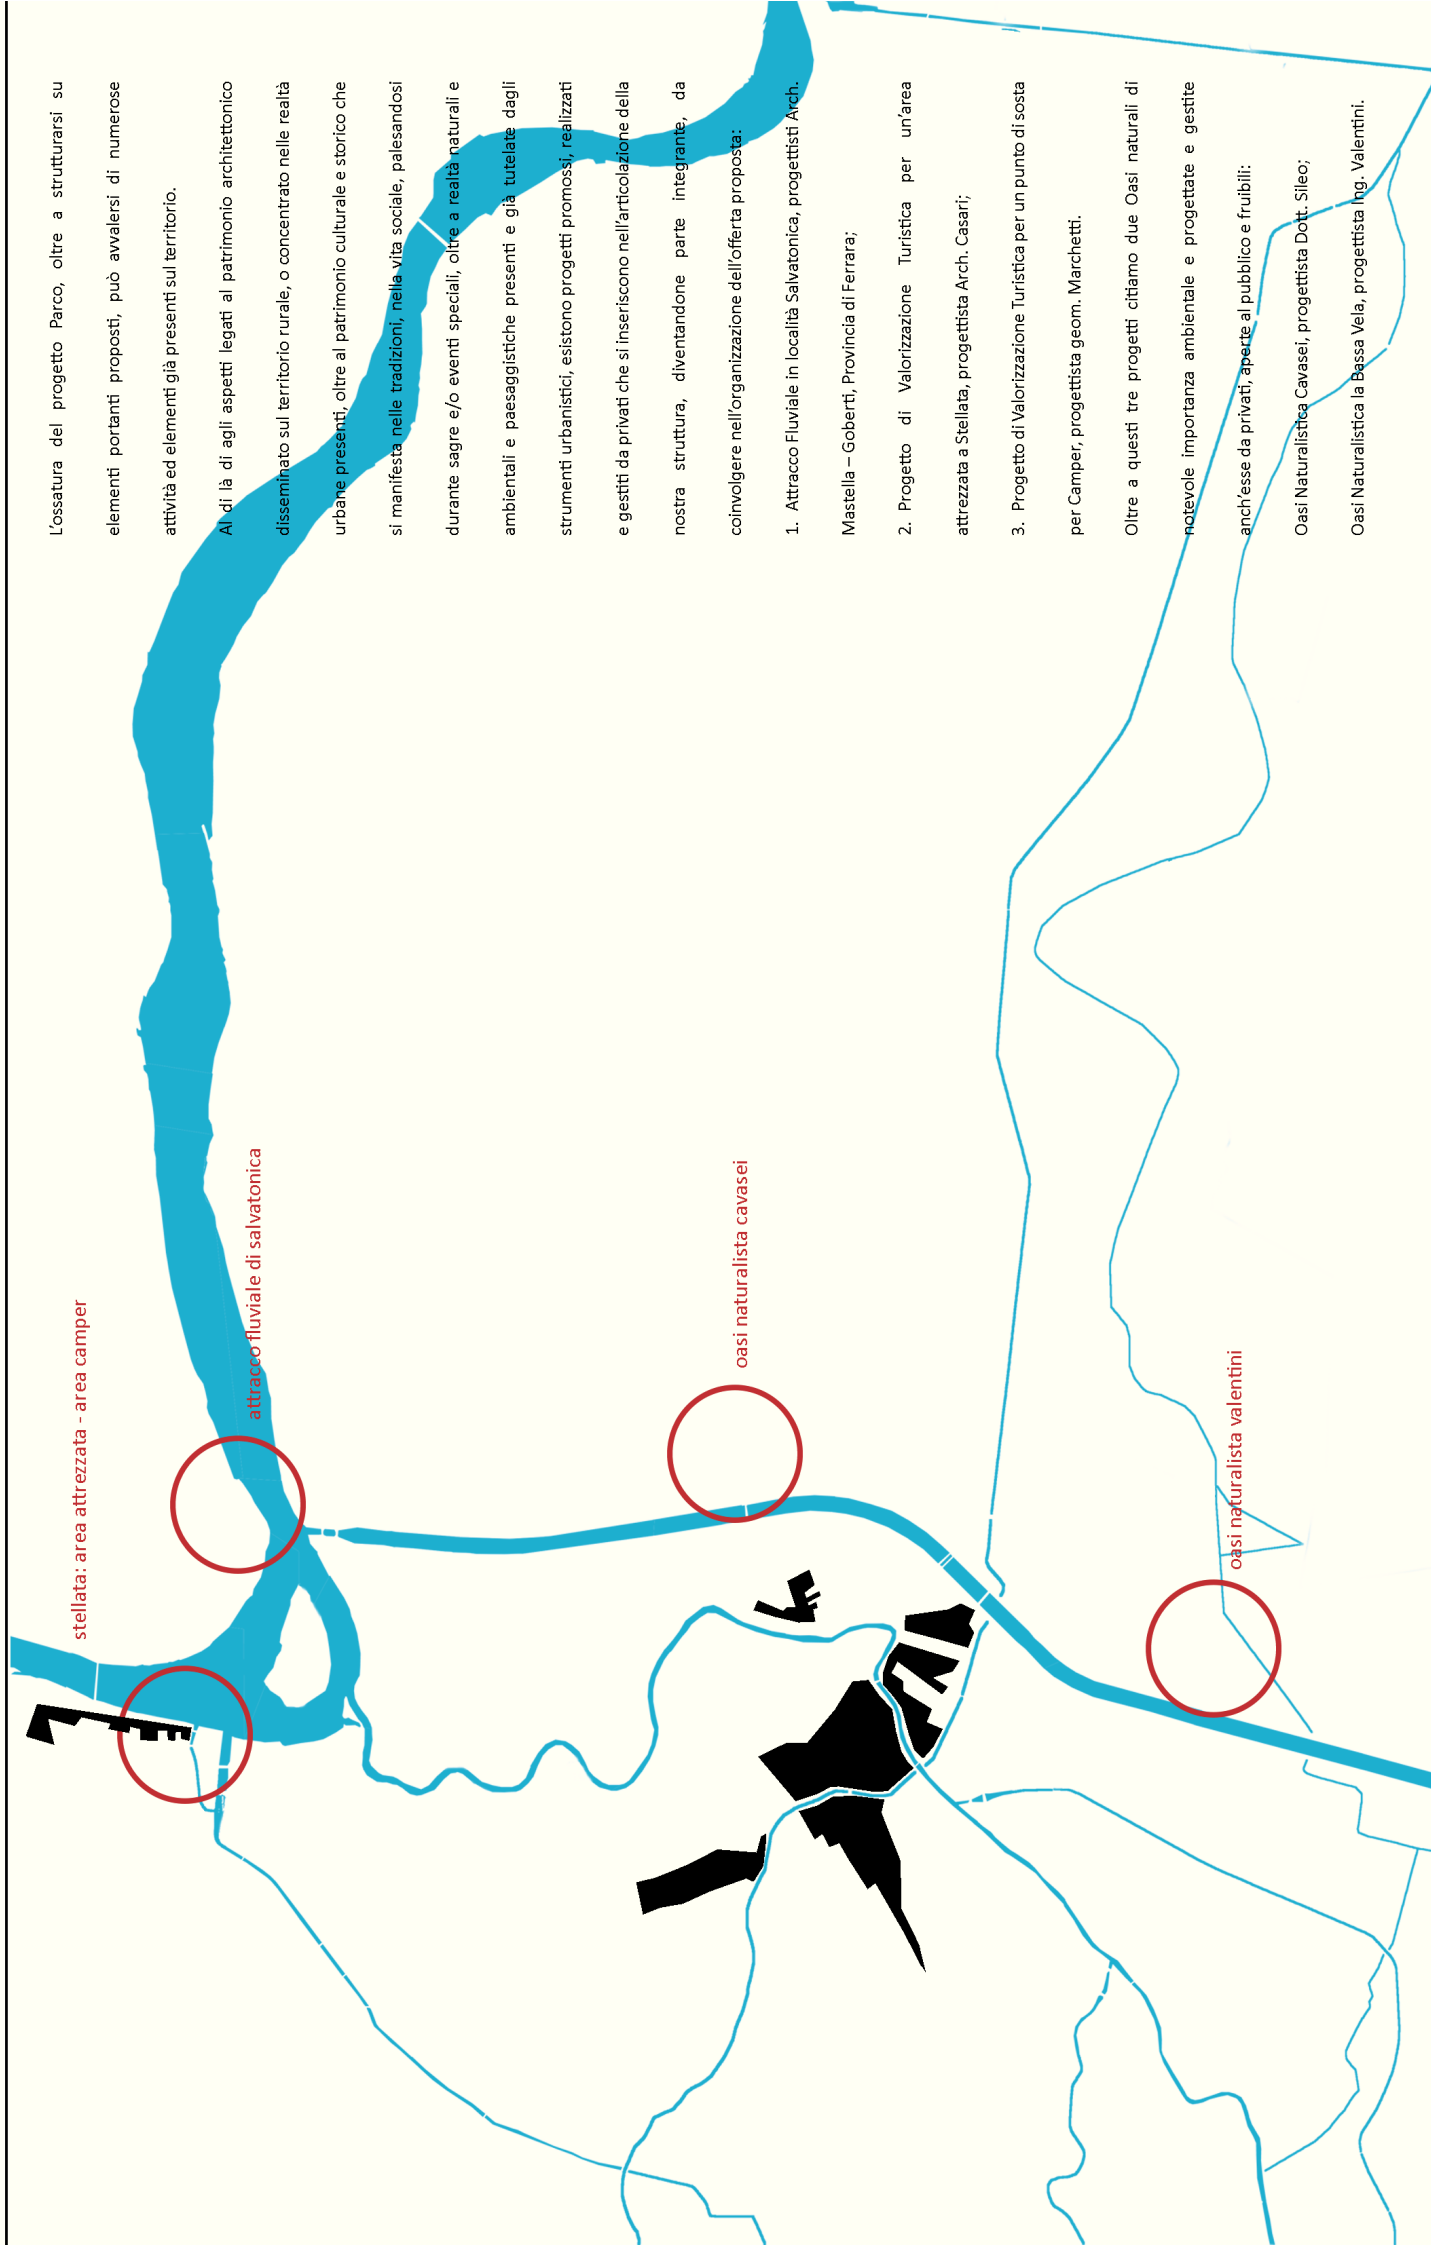 L'ossatura del progetto Parco, oltre a strutturarsi su
elementi portanti proposti, può avvalersi di numerose
attività ed elementi già presenti sul territorio.
Al di là di agli aspetti legati al patrimonio architettonico
disseminato sul territorio rurale, o concentrato nelle realtà
urbane presenti, oltre al patrimonio culturale e storico che
si manifesta nelle tradizioni, nella vita sociale, palesandosi
durante sagre e/o eventi speciali, oltre a realtà naturali e
ambientali e paesaggistiche presenti e già tutelate dagli
strumenti urbanistici, esistono progetti promossi, realizzati
e gestiti da privati che si inseriscono nell'articolazione della
nostra struttura, diventandone parte integrante, da
coinvolgere nell'organizzazione dell'offerta proposta:
1. Attracco Fluviale in località Salvatonica, progettisti Arch.
Mastella – Goberti, Provincia di Ferrara;
2. Progetto di Valorizzazione Turistica per un'area
attrezzata a Stellata, progettista Arch. Casari;
3. Progetto di Valorizzazione Turistica per un punto di sosta
per Camper, progettista geom. Marchetti.
Oltre a questi tre progetti citiamo due Oasi naturali di
notevole importanza ambientale e progettate e gestite
anch'esse da privati, aperte al pubblico e fruibili:
Oasi Naturalistica Cavasei, progettista Dott. Sileo;
Oasi Naturalistica la Bassa Vela, progettista Ing. Valentini.
stellata: area attrezzata - area camper
attracco fluviale di salvatonica
oasi naturalista cavasei
oasi naturalista valentini